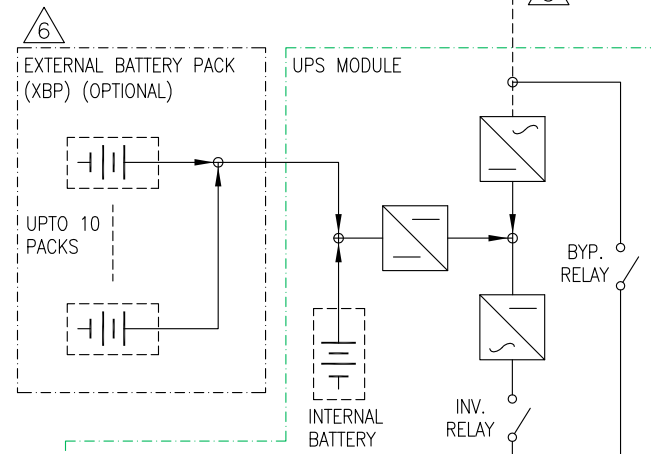 6
EXTERNAL BATTERY PACK
(XBP) (OPTIONAL)
UPS MODULE
UPTO 10
PACKS
BYP.
RELAY
INTERNAL
BATTERY
INV.
RELAY